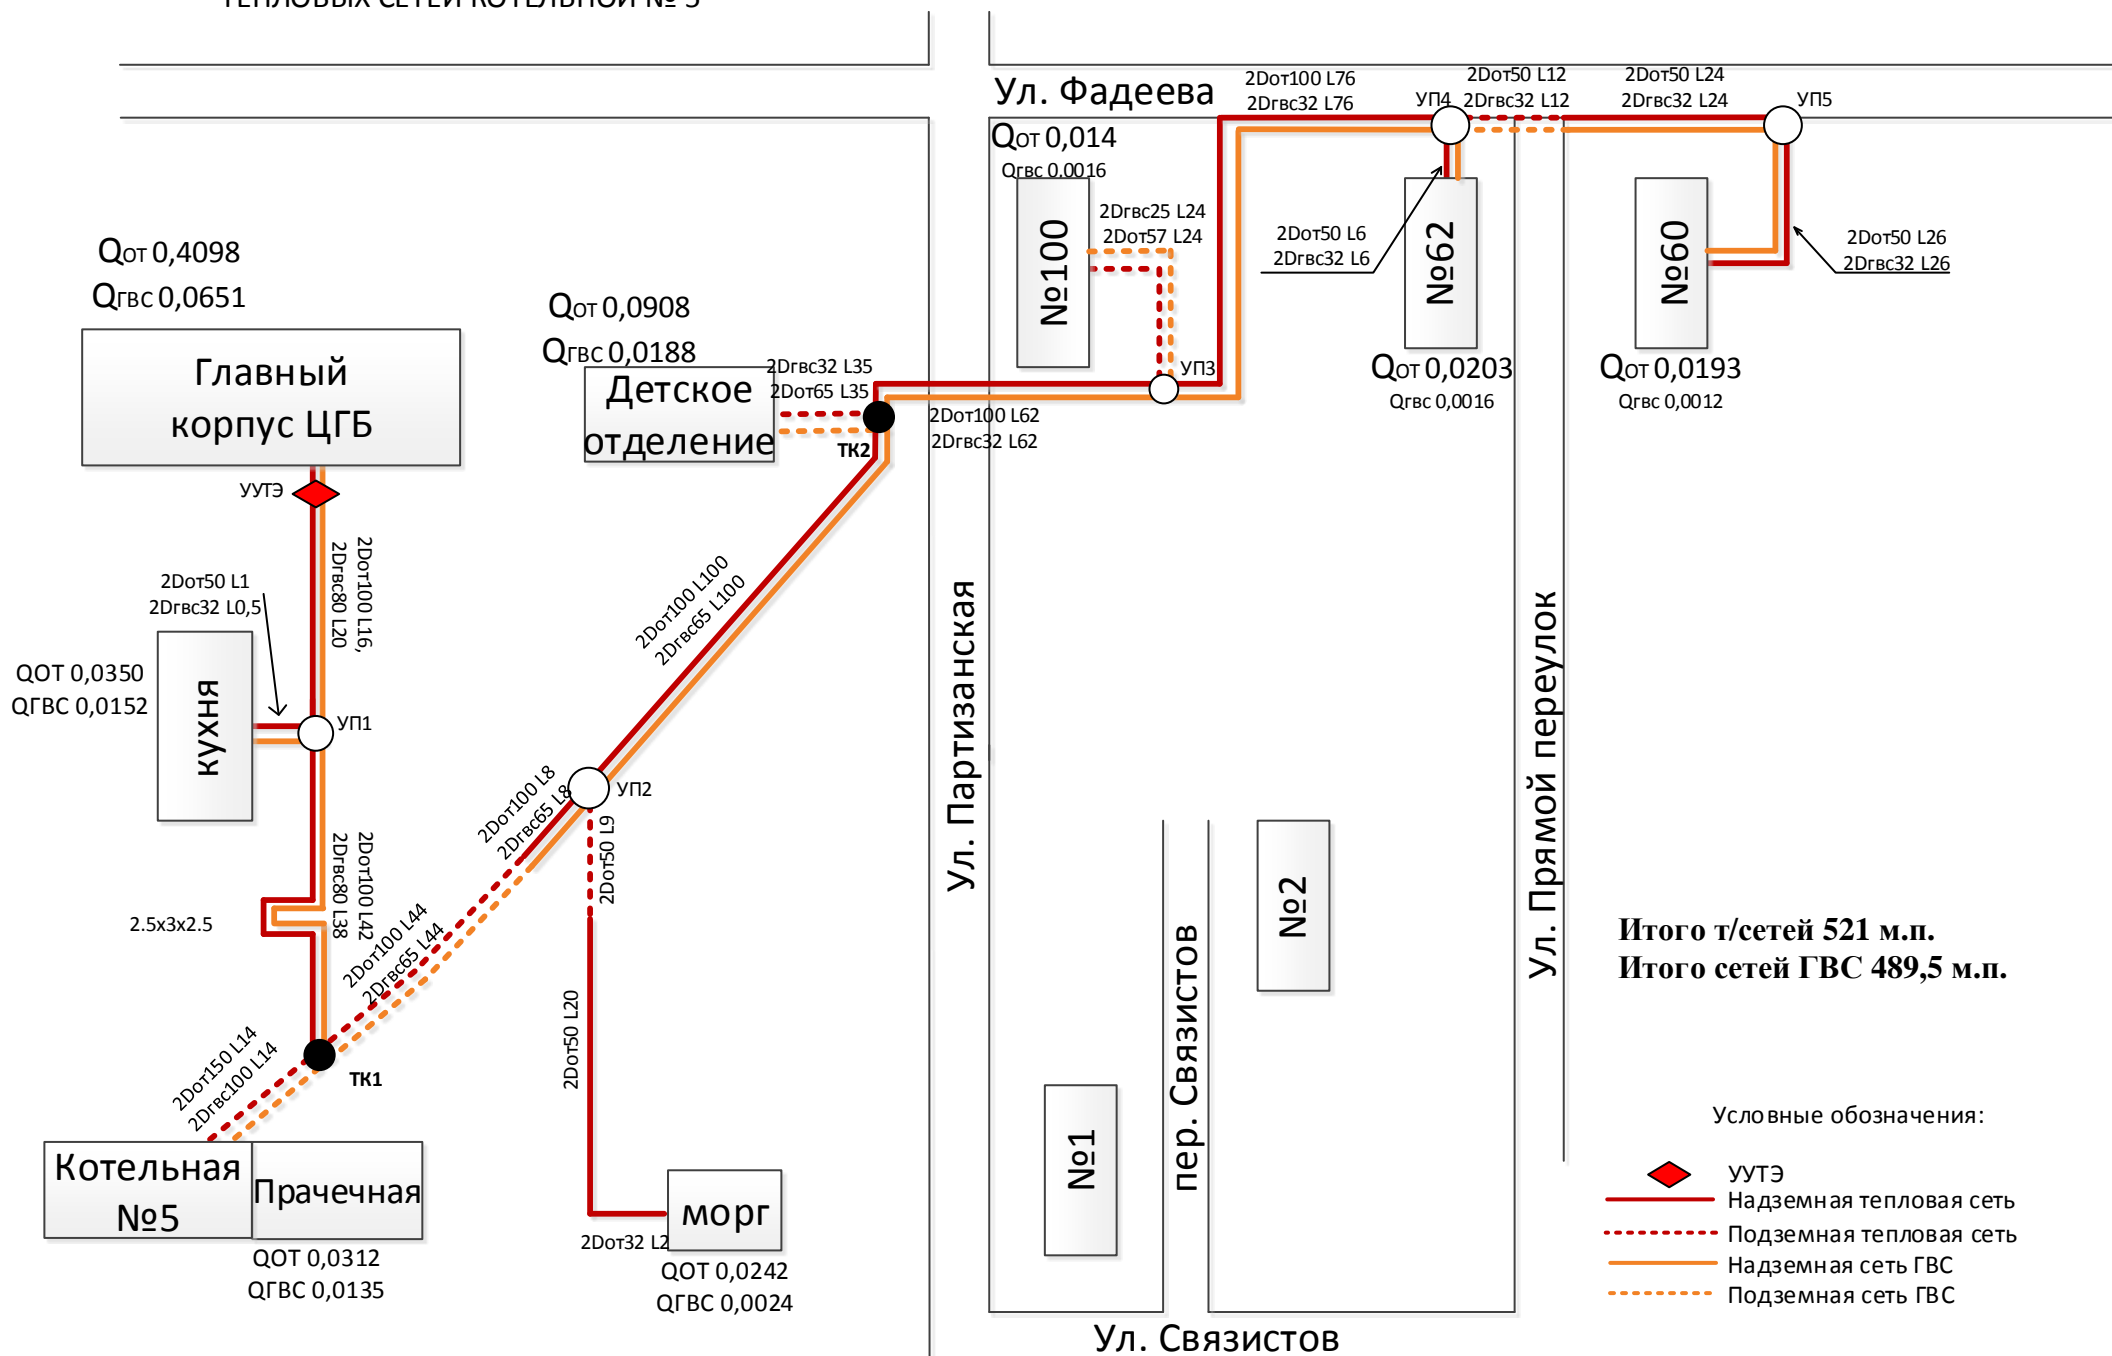 ТЕПЛОВЫХ СЕТЕЙ КОТЕЛЬНОЙ № 5
Ул. Фадеева
2Dот100 L76
2Dгвс32 L76
УП4
2Dот50 L12
2Dгвс32 L12
2Dот50 L24
2Dгвс32 L24
УП5
Qот 0,014
Qгвс 0,0016
№100
2Dгвс25 L24
2Dот57 L24
2Dот50 L6
2Dгвс32 L6
№62
№60
2Dот50 L26
2Dгвс32 L26
Qот 0,0203
Qгвс 0,0016
Qот 0,0193
Qгвс 0,0012
Qот 0,4098
Qгвс 0,0651
Главный
корпус ЦГБ
Qот 0,0908
Qгвс 0,0188
Детское
отделение
2Dгвс32 L35
2Dот65 L35
ТК2
УП3
2Dот100 L62
2Dгвс32 L62
УУТЭ
2Dот100 L16,
2Dгвс80 L20
2Dот50 L1
2Dгвс32 L0,5
QОТ 0,0350
QГВС 0,0152
кухня
УП1
2Dот100 L100
2Dгвс65 L100
Ул. Партизанская
Ул. Прямой переулок
2Dот100 L8
2Dгвс65 L8
УП2
2Dот50 L9
2Dот100 L42
2Dгвс80 L38
2.5х3х2.5
2Dот100 L44
2Dгвс65 L44
№2
Итого т/сетей 521 м.п.
Итого сетей ГВС 489,5 м.п.
2Dот50 L20
2Dот150 L14
2Dгвс100 L14
ТК1
пер. Связистов
№1
Котельная
№5
Прачечная
QОТ 0,0312
QГВС 0,0135
морг
2Dот32 L2
QОТ 0,0242
QГВС 0,0024
Условные обозначения:
УУТЭ
Надземная тепловая сеть
Подземная тепловая сеть
Надземная сеть ГВС
Подземная сеть ГВС
Ул. Связистов